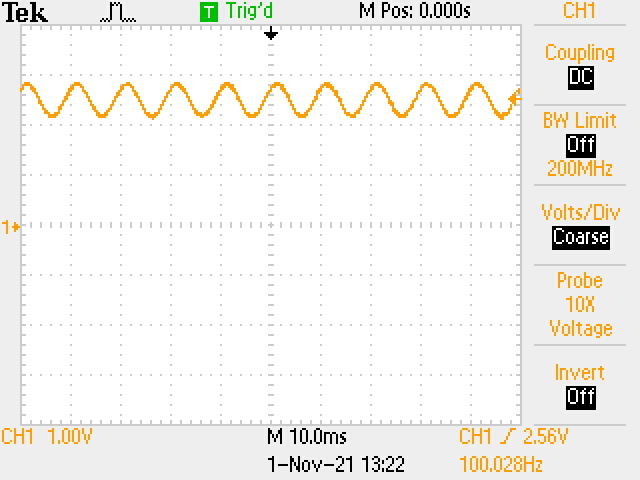 Tek T Trig'd M Pos: 0.000s CH1
Coupling
DC
BW Limit
Off
200MHz
Volts/Div
Coarse
1
Probe
10X
Voltage
Invert
Off
CH1 1.00V M 10.0ms CH1 2.56V
1-Nov-21 13:22 100.028Hz